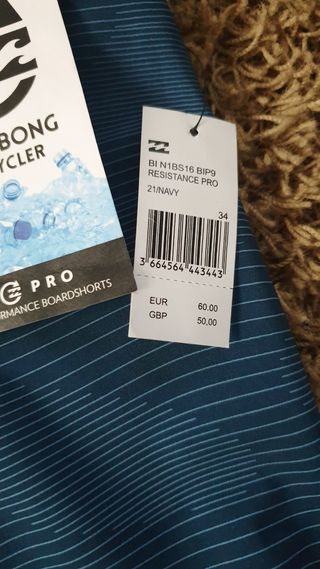 BONG
CYCLER
PRO
RMANCE BOARDSHORTS
BI N1BS16 BIP9
RESISTANCE PRO
21/NAVY
34
3 664564 443443
EUR 60.00
GBP 50,00